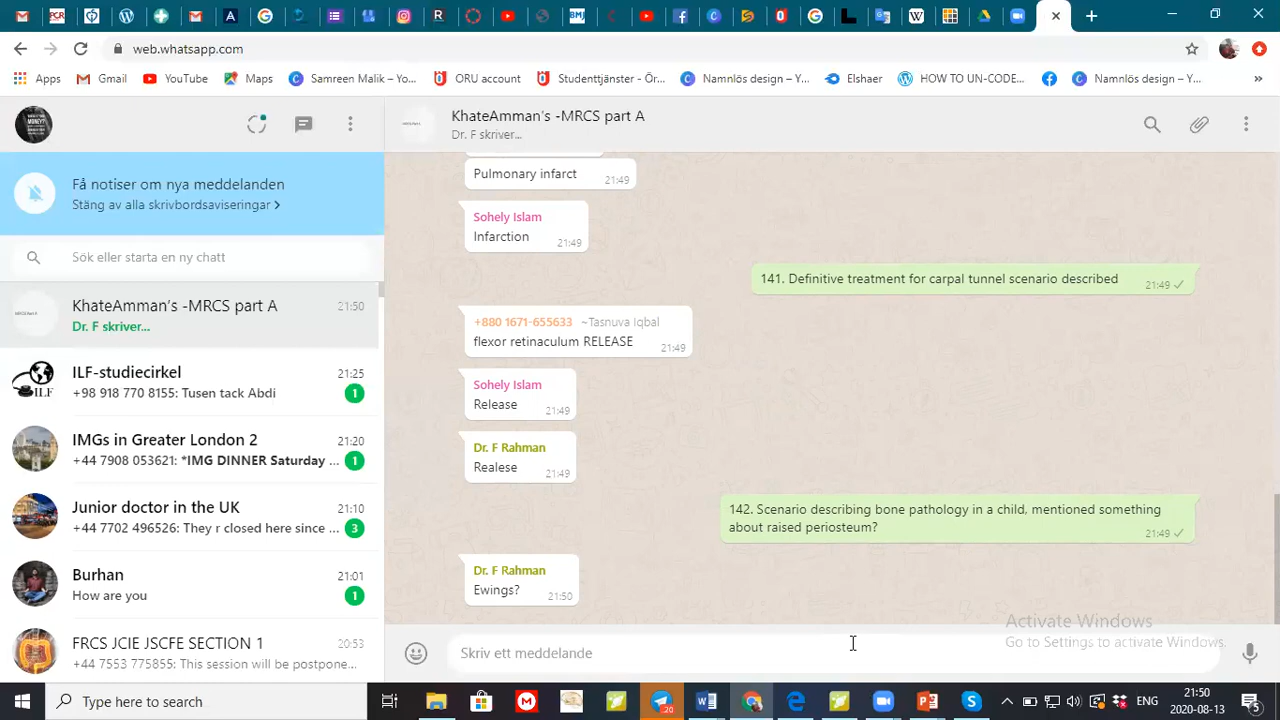 web.whatsapp.com
Apps
Gmail
YouTube
Maps
Samreen Malik – Yo...
ORU account
Studenttjänster - Ör...
Namnlös design – Y...
Elshaer
HOW TO UN-CODE...
Namnlös design – Y...
»
KhateAmman's -MRCS part A
Dr. F skriver...
Få notiser om nya meddelanden
Stäng av alla skrivbordsaviseringar >
Sök eller starta en ny chatt
KhateAmman's -MRCS part A 21:50
Dr. F skriver...
ILF-studiecirkel 21:25
+98 918 770 8155: Tusen tack Abdi 1
IMGs in Greater London 2 21:20
+44 7908 053621: *IMG DINNER Saturday ... 1
Junior doctor in the UK 21:10
+44 7702 496526: They r closed here since ... 3
Burhan 21:01
How are you 1
FRCS JCIE JSCFE SECTION 1 20:53
+44 7553 775855: This session will be postpone...
Pulmonary infarct 21:49
Sohely Islam
Infarction 21:49
141. Definitive treatment for carpal tunnel scenario described 21:49
+880 1671-655633 ~Tasnuva Iqbal
flexor retinaculum RELEASE 21:49
Sohely Islam
Release 21:49
Dr. F Rahman
Realese 21:49
142. Scenario describing bone pathology in a child, mentioned something
about raised periosteum? 21:49
Dr. F Rahman
Ewings? 21:50
Activate Windows
Go to Settings to activate Windows.
Skriv ett meddelande
Type here to search
20
ENG
21:50
2020-08-13
5